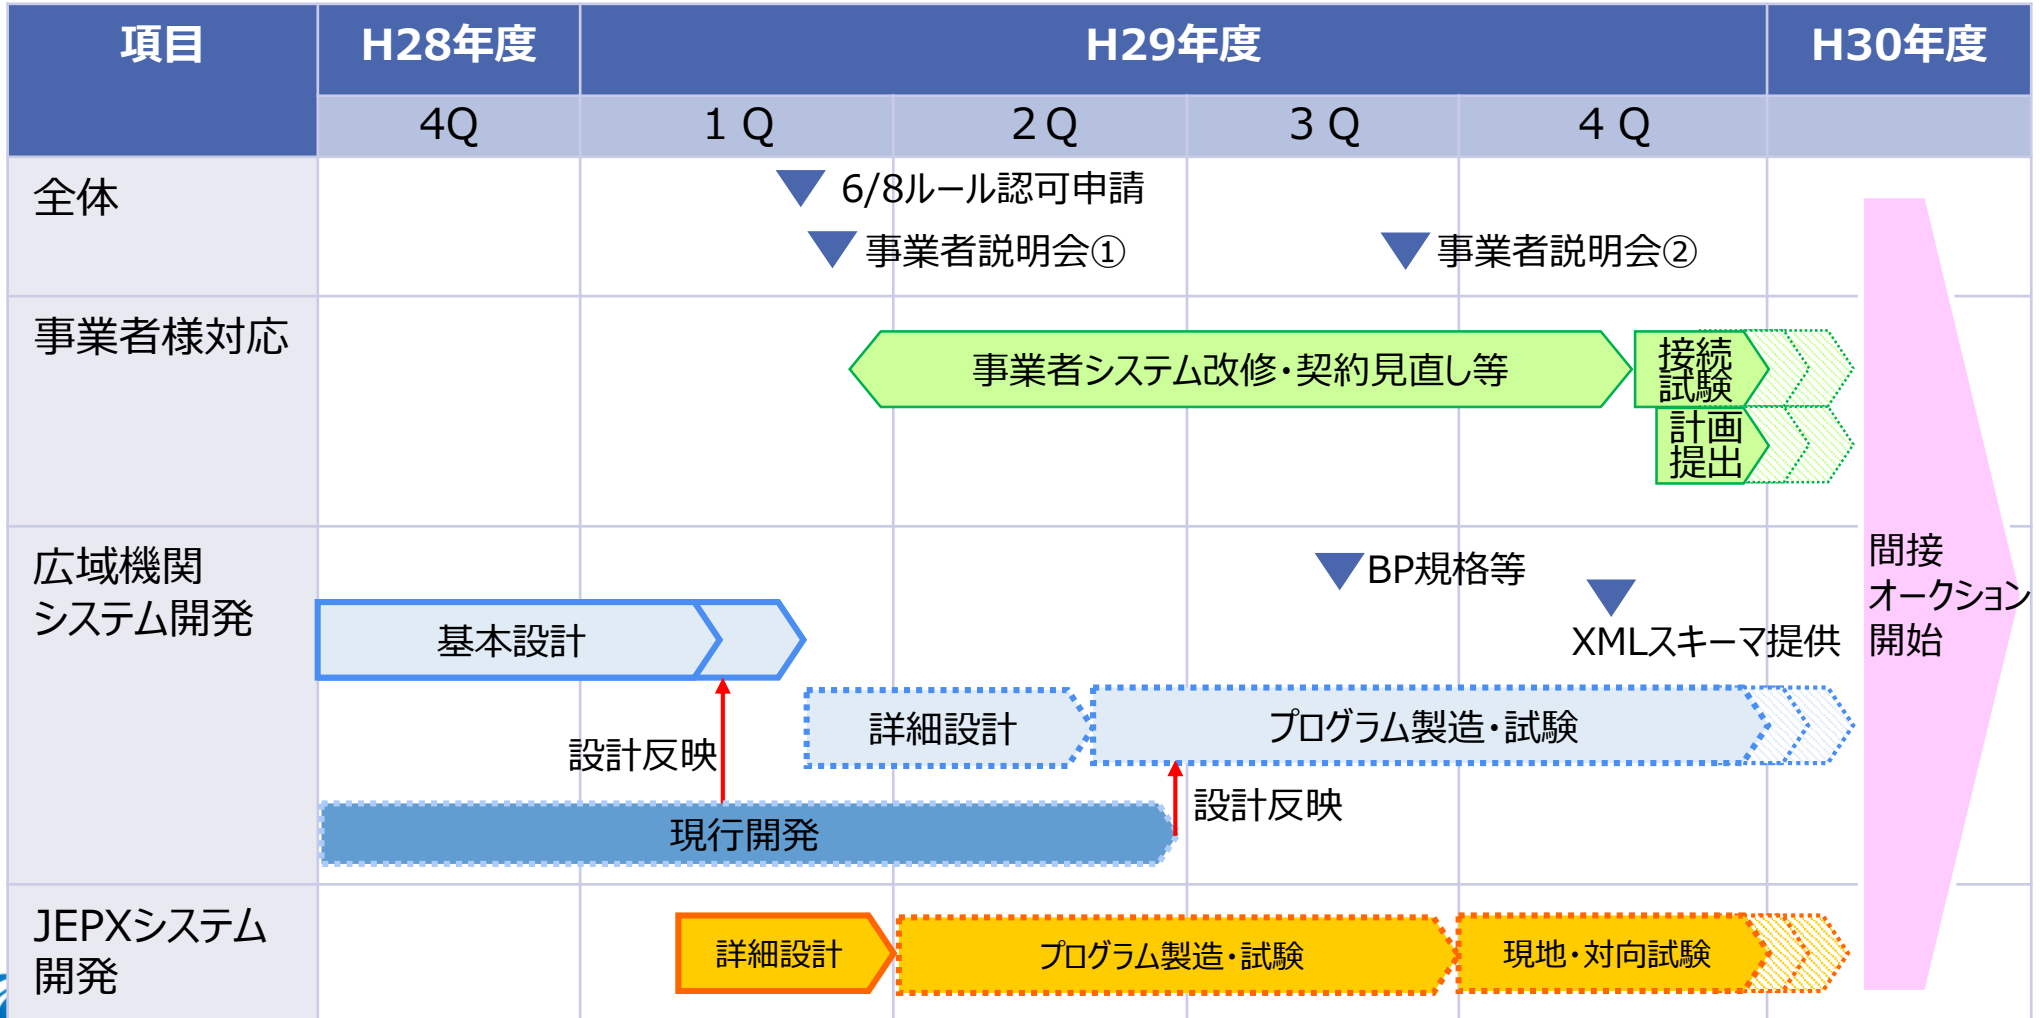 項目
H28年度
H29年度
H30年度
4Q
1 Q
2 Q
3 Q
4 Q
全体
6/8ルール認可申請
事業者説明会①
事業者説明会②
事業者様対応
事業者システム改修・契約見直し等
接続
試験
計画
提出
広域機関
システム開発
BP規格等
XMLスキーマ提供
基本設計
詳細設計
プログラム製造・試験
設計反映
設計反映
現行開発
間接
オークション
開始
JEPXシステム
開発
詳細設計
プログラム製造・試験
現地・対向試験